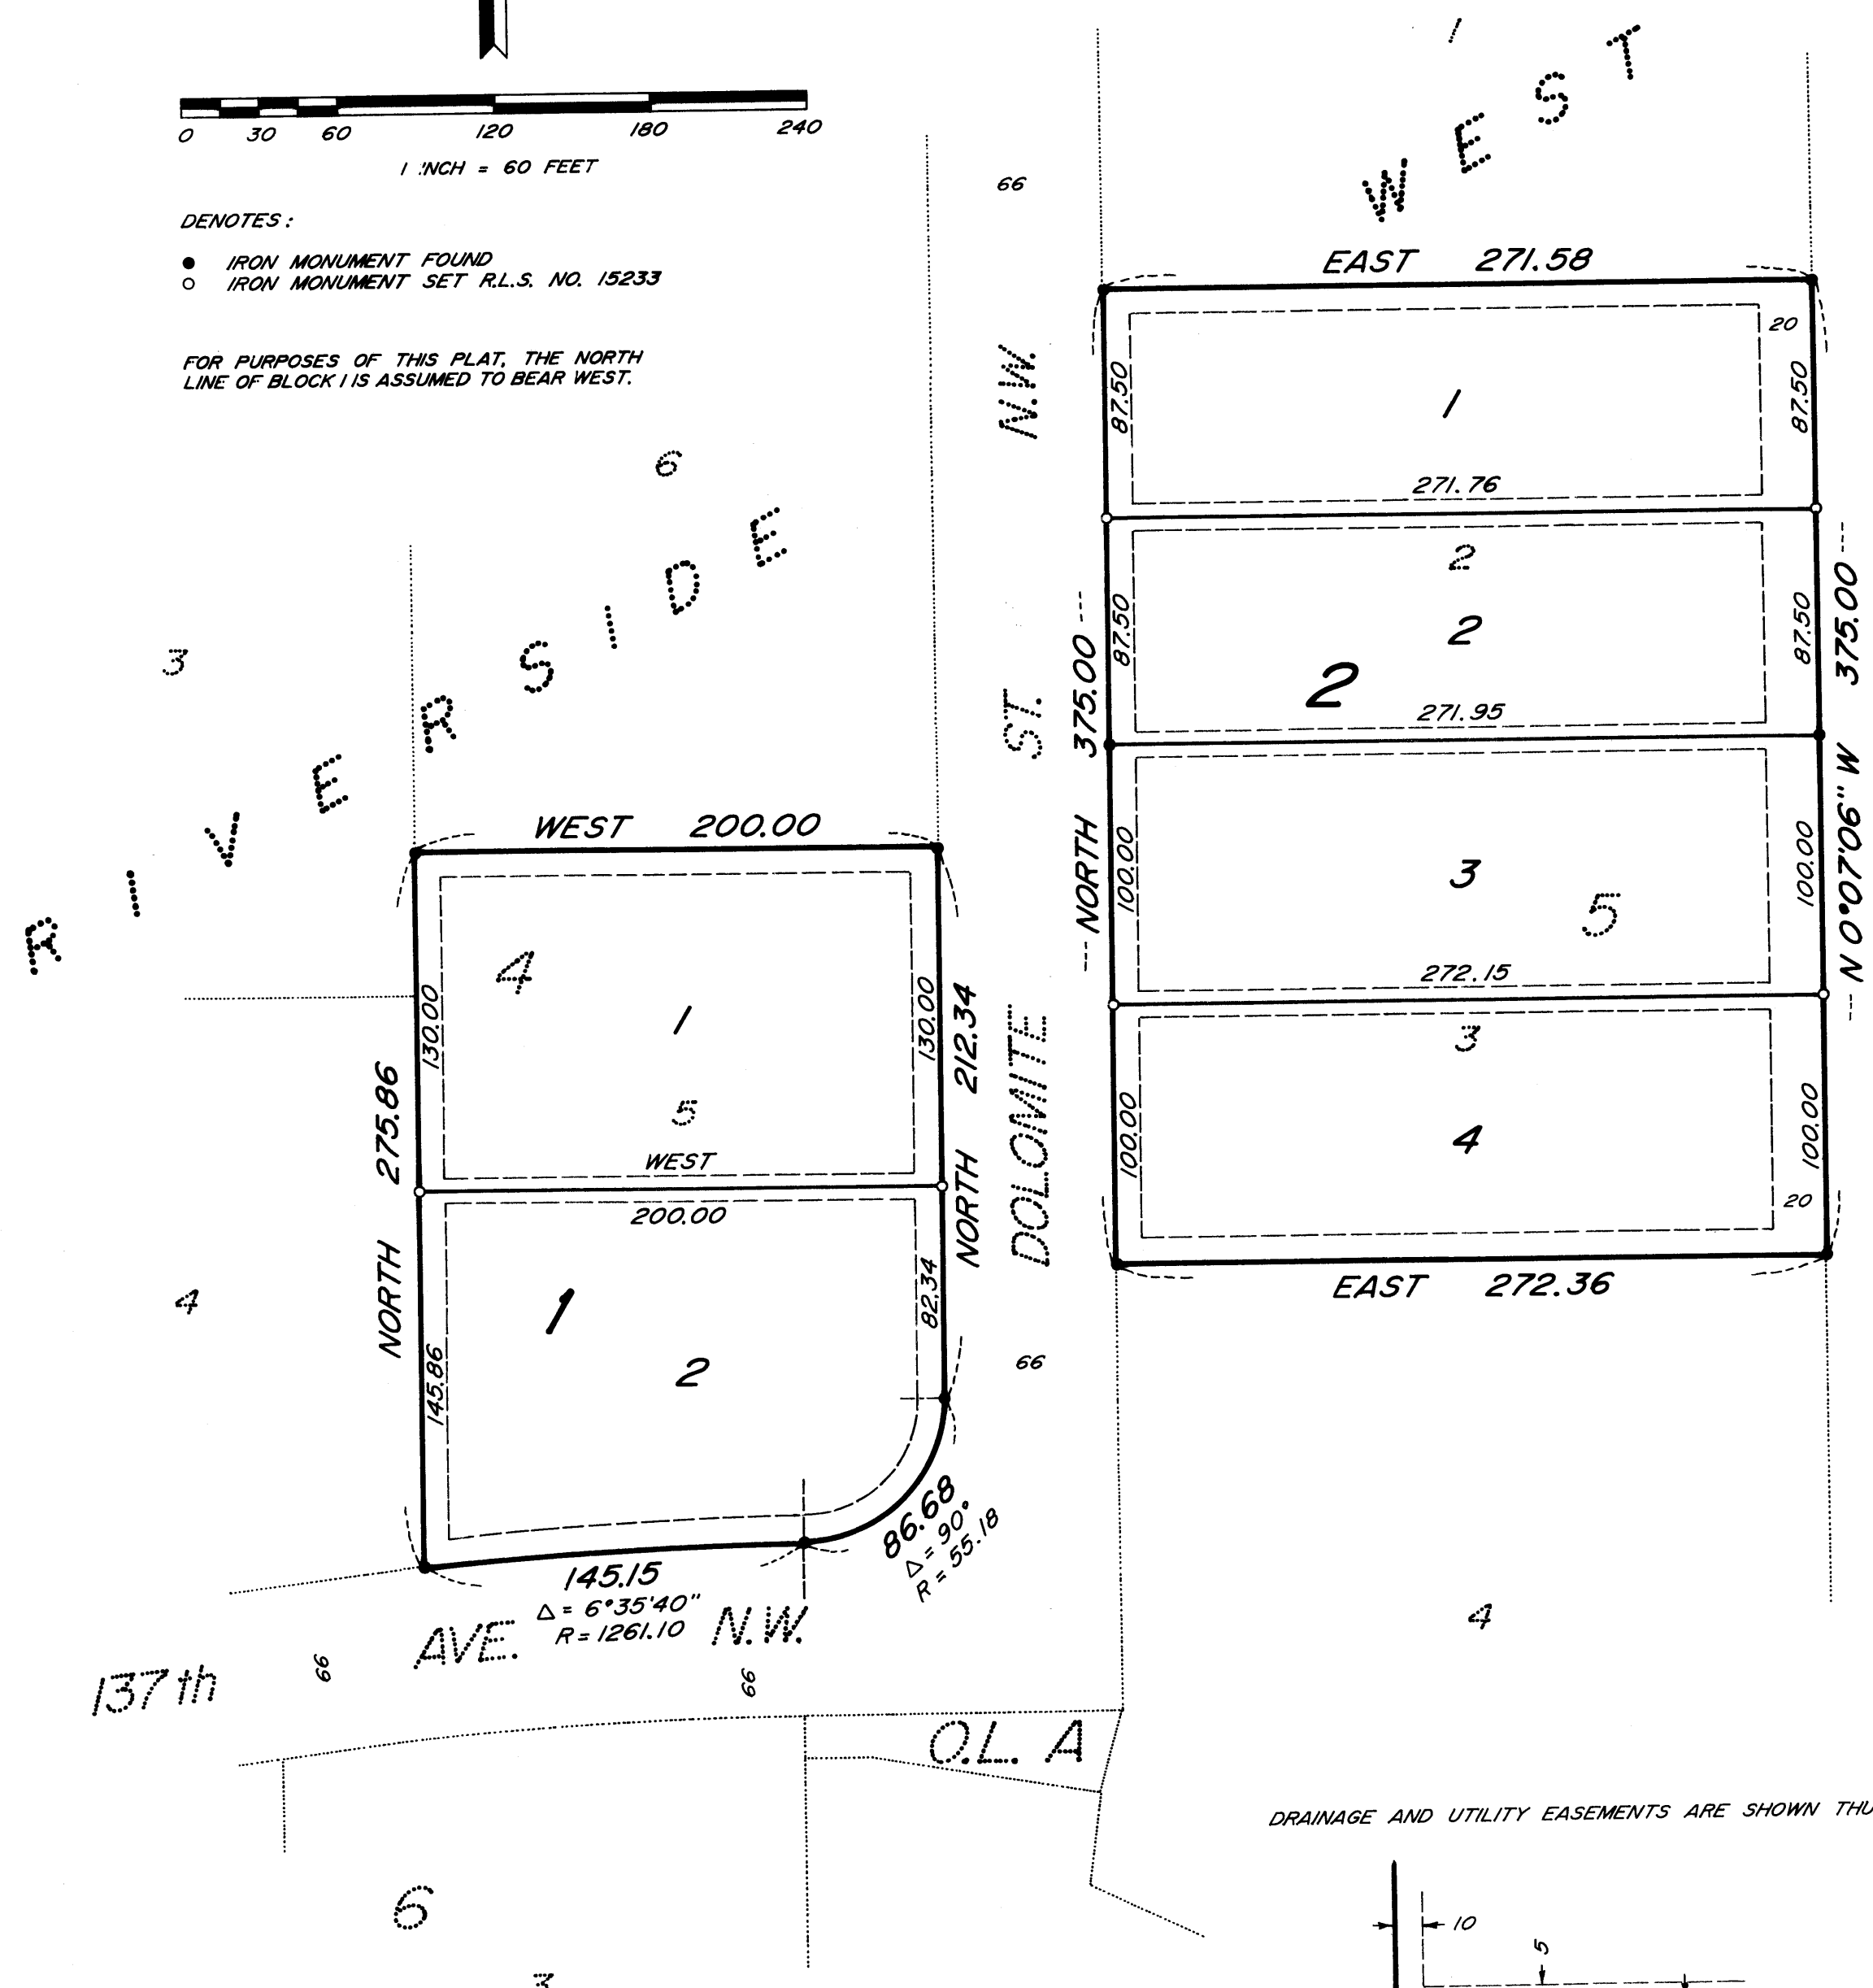 0 30 60 120 180 240
1 INCH = 60 FEET
DENOTES :
IRON MONUMENT FOUND
IRON MONUMENT SET R.L.S. NO. 15233
FOR PURPOSES OF THIS PLAT, THE NORTH
LINE OF BLOCK 1 IS ASSUMED TO BEAR WEST.
RIVERSIDE
WEST
1
66
N.W.
ST.
DOLOMITE
66
6
3
4
WEST 200.00
4
130.00
130.00
1
5
WEST
200.00
NORTH 275.86
NORTH 212.34
1
2
145.86
82.34
86.68
Δ = 90°
R = 55.18
145.15
Δ = 6°35'40"
R = 1261.10
137th AVE. N.W.
66
66
O.L. A
6
3
EAST 271.58
20
87.50
87.50
1
271.76
2
87.50
87.50
2
2
271.95
NORTH 375.00
N 0°07'06" W 375.00
100.00
100.00
3
5
272.15
3
100.00
100.00
4
20
EAST 272.36
4
DRAINAGE AND UTILITY EASEMENTS ARE SHOWN THU
10
5